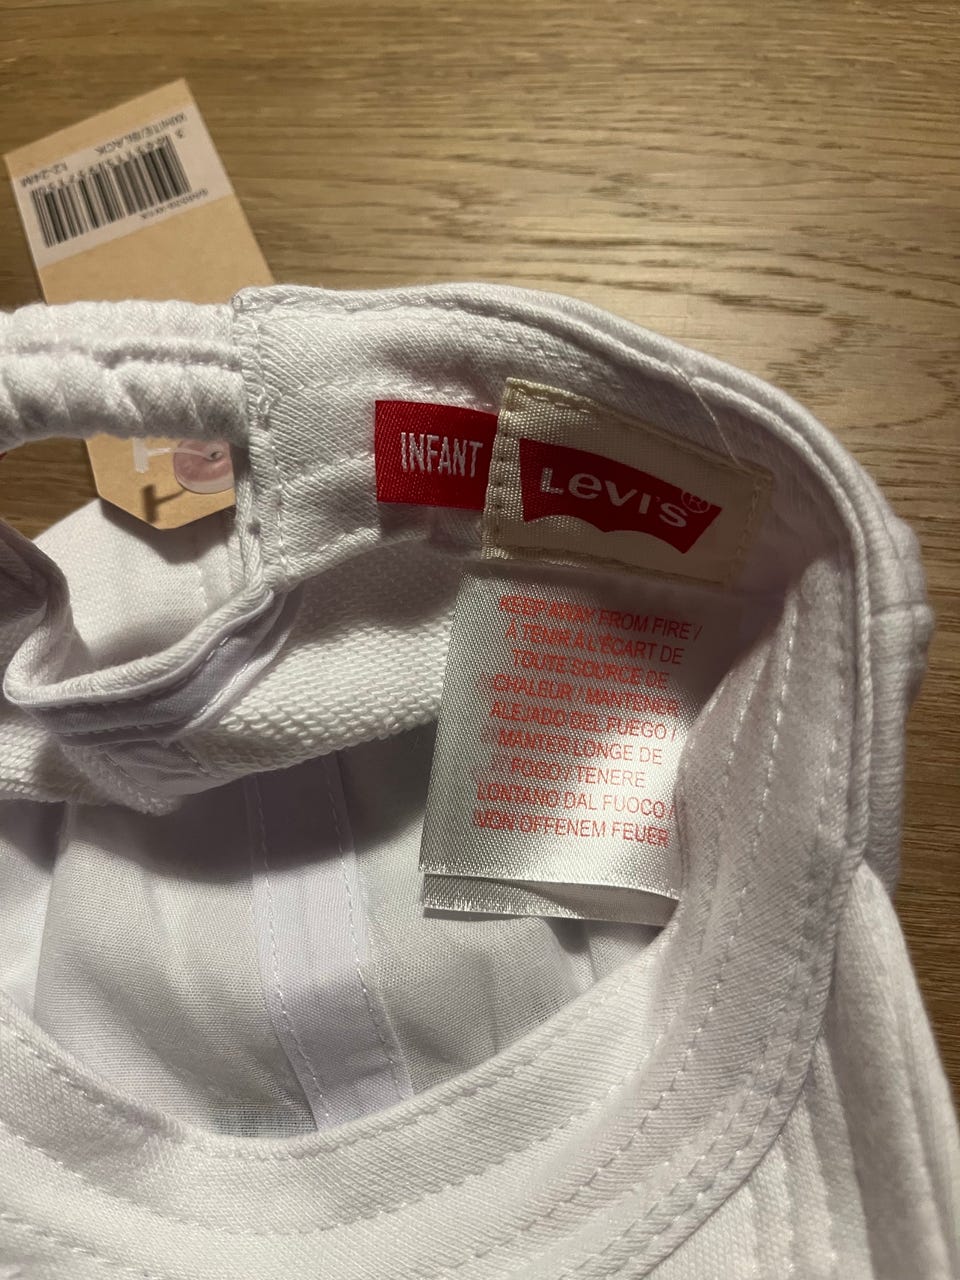 WHITE/BLACK
12-24M
INFANT
LEVI'S
KEEP AWAY FROM FIRE /
À TENIR À L'ÉCART DE
TOUTE SOURCE DE
CHALEUR / MANTENER
ALEJADO DEL FUEGO /
MANTER LONGE DE
FOGO / TENERE
LONTANO DAL FUOCO /
VON OFFENEM FEUER